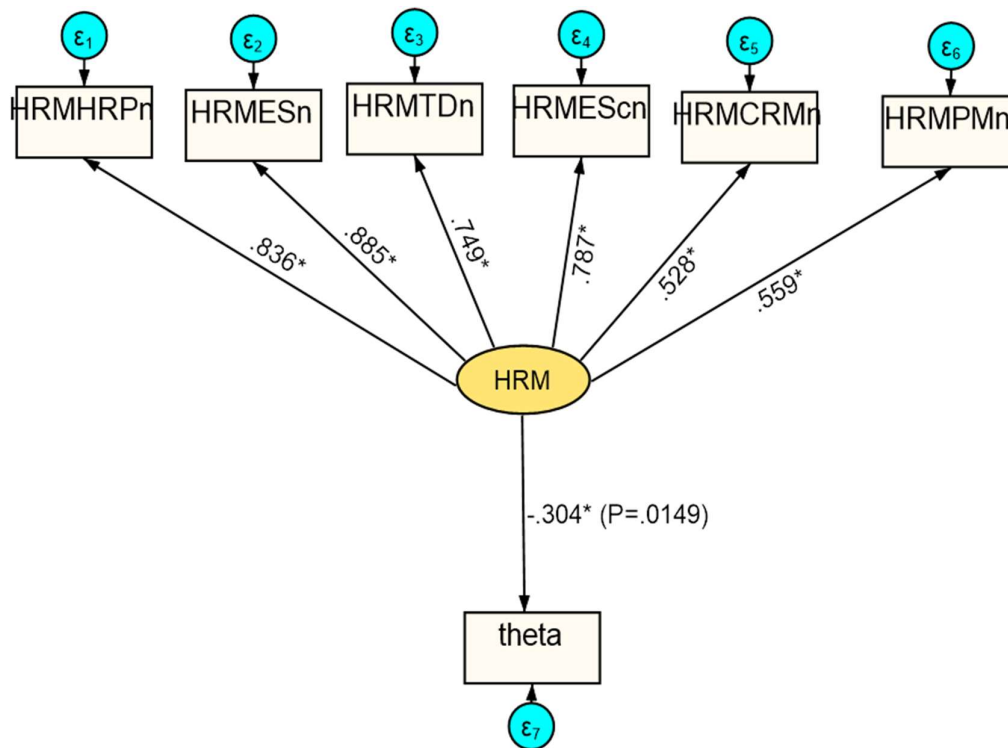 ε₁
ε₂
ε₃
ε₄
ε₅
ε₆
HRMHRPn
HRMESn
HRMTDn
HRMEScn
HRMCRMn
HRMPMn
.836*
.885*
.749*
.787*
.528*
.559*
HRM
-.304* (P=.0149)
theta
ε₇